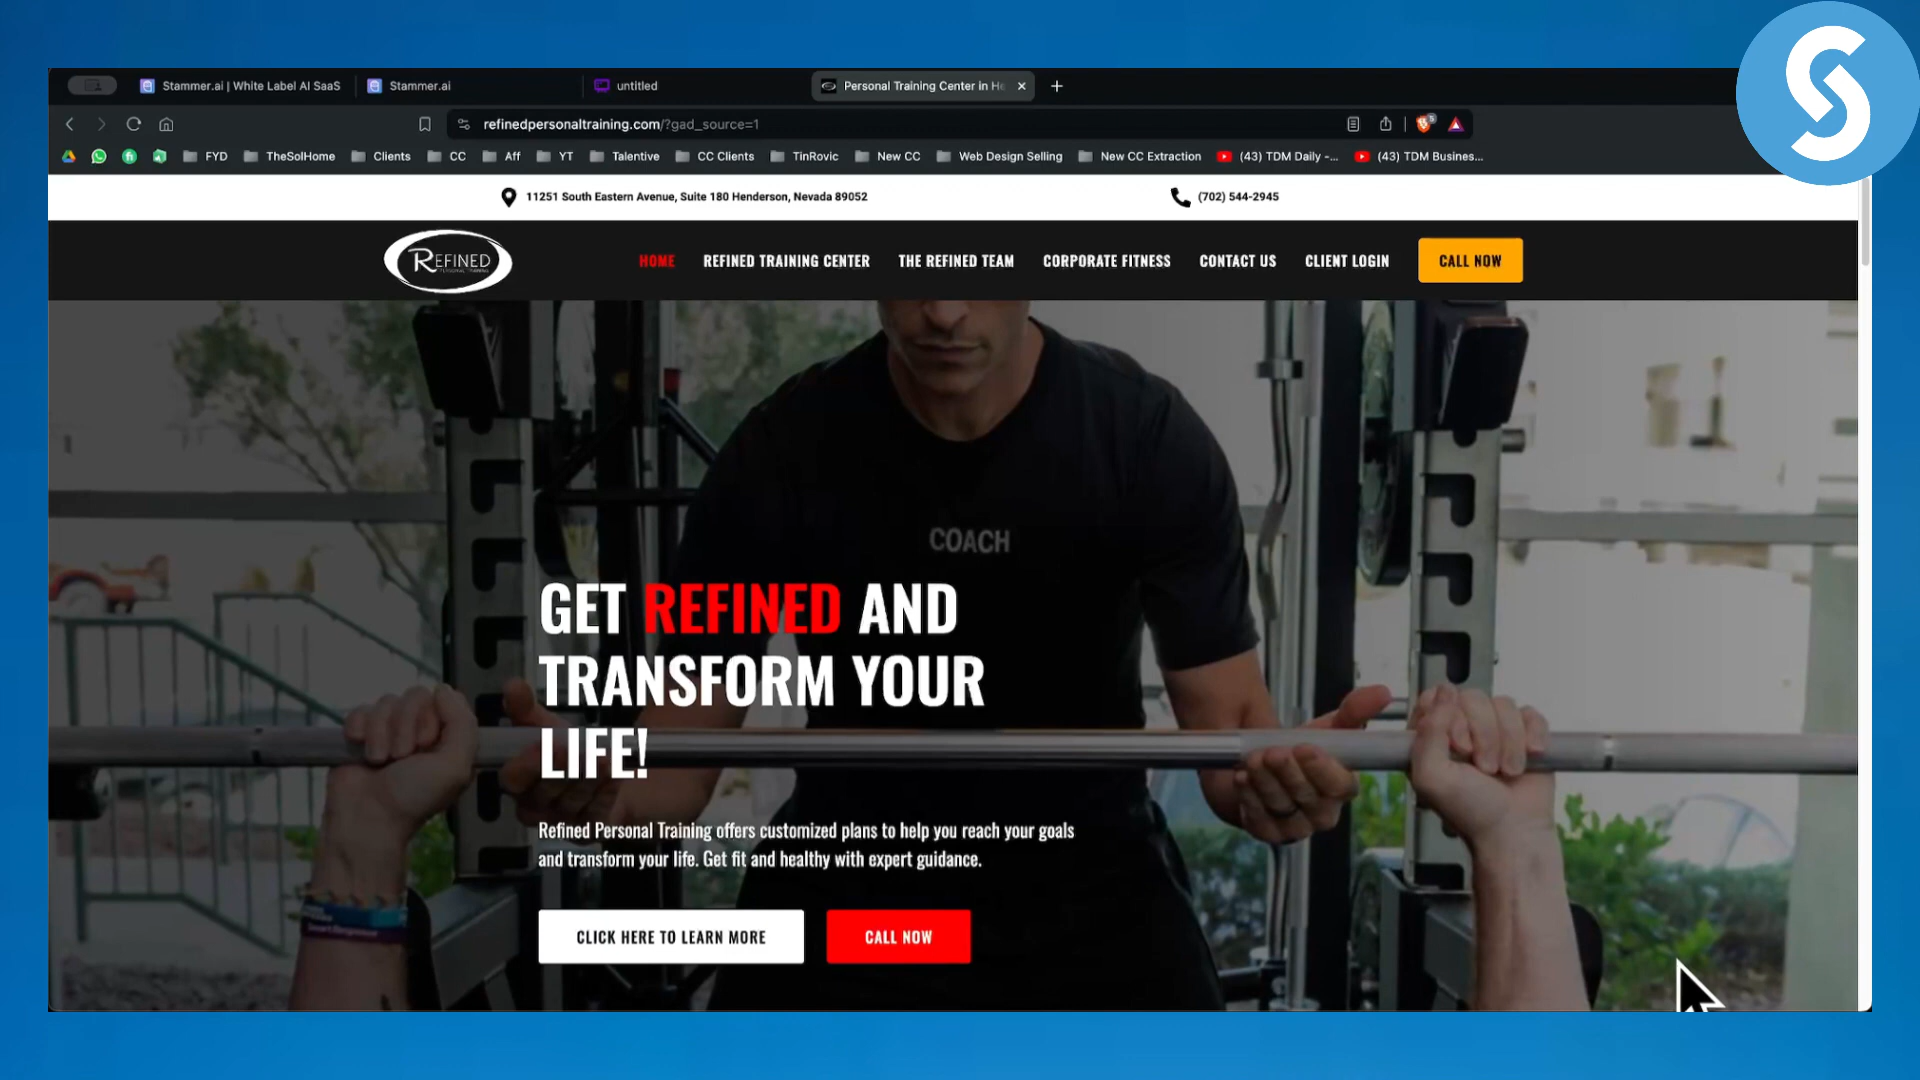 Stammer.ai | White Label AI SaaS
Stammer.ai
untitled
Personal Training Center in He
refinedpersonaltraining.com/?gad_source=1
FYD
TheSolHome
Clients
CC
Aff
YT
Talentive
CC Clients
TinRovic
New CC
Web Design Selling
New CC Extraction
(43) TDM Daily -...
(43) TDM Busines...
11251 South Eastern Avenue, Suite 180 Henderson, Nevada 89052
(702) 544-2945
REFINED
HOME
REFINED TRAINING CENTER
THE REFINED TEAM
CORPORATE FITNESS
CONTACT US
CLIENT LOGIN
CALL NOW
COACH
GET REFINED AND
TRANSFORM YOUR
LIFE!
Refined Personal Training offers customized plans to help you reach your goals
and transform your life. Get fit and healthy with expert guidance.
CLICK HERE TO LEARN MORE
CALL NOW